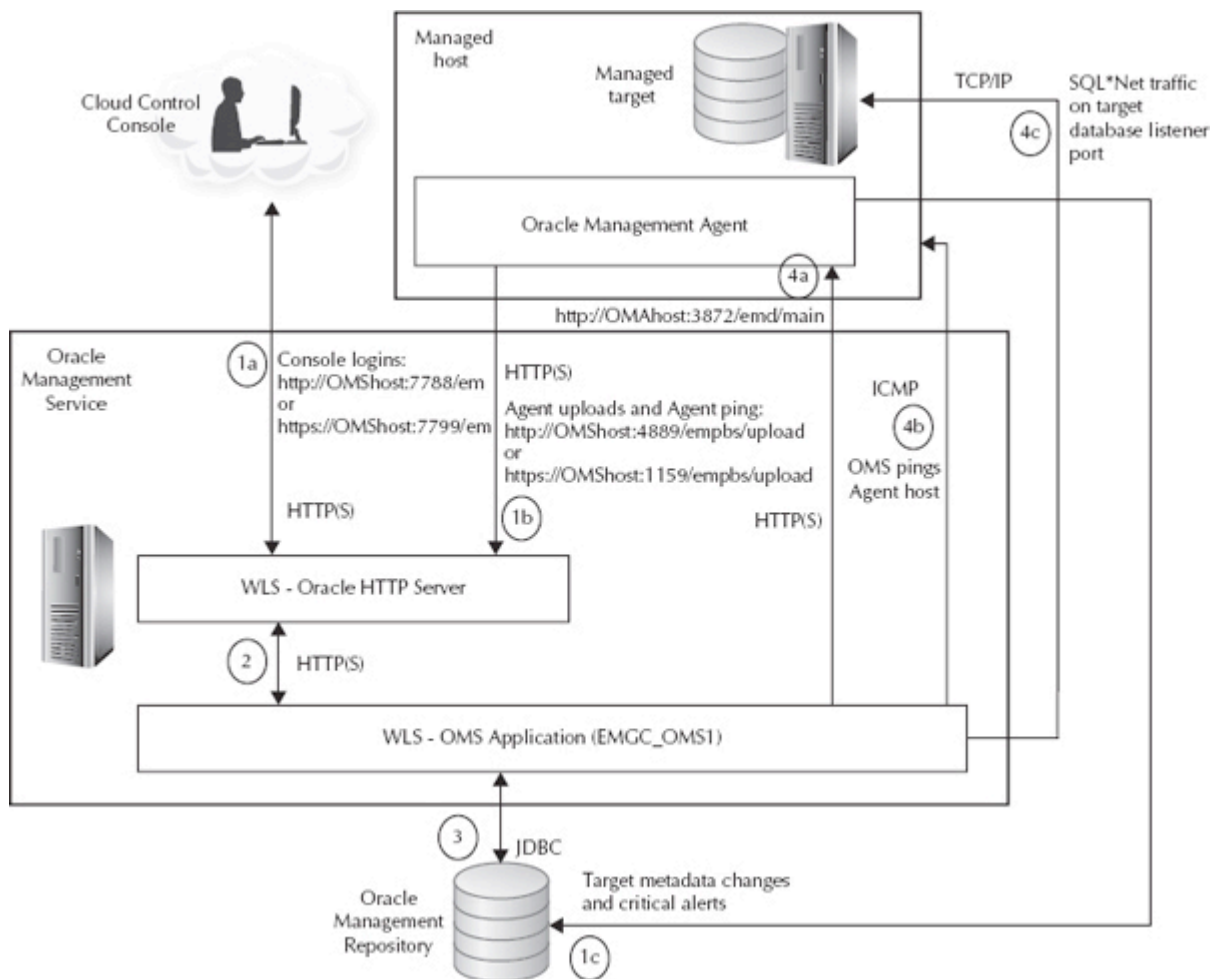 Managed
host
Managed
target
Cloud Control
Console
TCP/IP
SQL*Net traffic
on target
database listener
port
4c
Oracle Management Agent
4a
http://OMAhost:3872/emd/main
Oracle
Management
Service
1a
Console logins:
http://OMShost:7788/em
or
https://OMShost:7799/em
HTTP(S)
HTTP(S)
Agent uploads and Agent ping:
http://OMShost:4889/empbs/upload
or
https://OMShost:1159/empbs/upload
1b
HTTP(S)
ICMP
4b
OMS pings
Agent host
WLS - Oracle HTTP Server
2
HTTP(S)
WLS - OMS Application (EMGC_OMS1)
3
JDBC
Oracle
Management
Repository
Target metadata changes
and critical alerts
1c